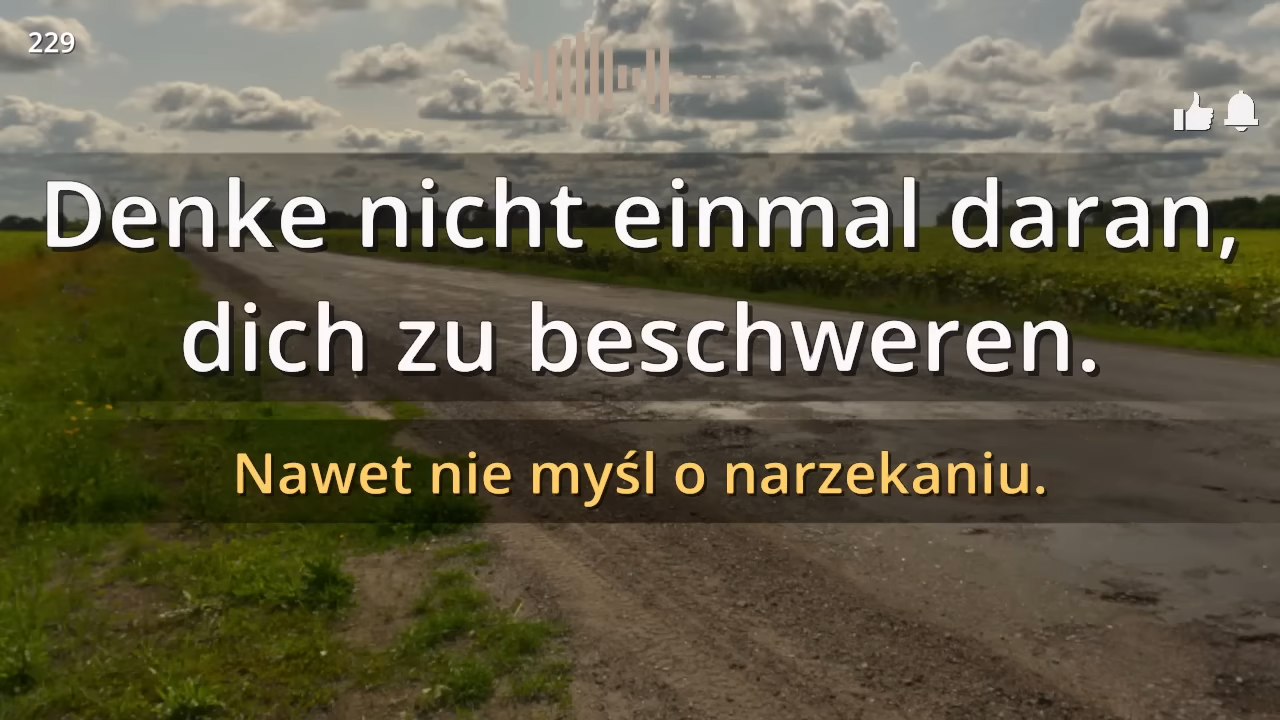 229
Denke nicht einmal daran,
dich zu beschweren.
Nawet nie myśl o narzekaniu.